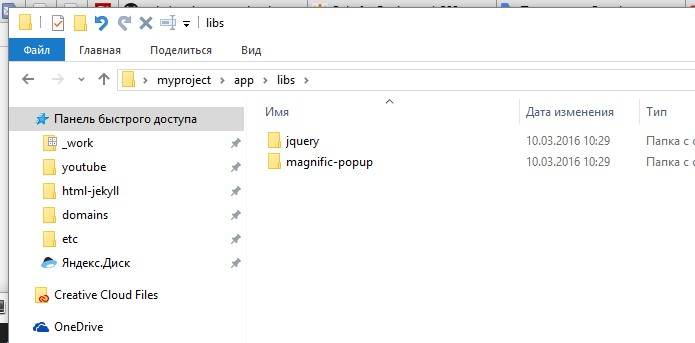 libs
Файл
Главная
Поделиться
Вид
myproject
app
libs
Имя
Дата изменения
Тип
Панель быстрого доступа
_work
youtube
html-jekyll
domains
etc
Яндекс.Диск
Creative Cloud Files
OneDrive
jquery
10.03.2016 10:29
Папка с
magnific-popup
10.03.2016 10:29
Папка с